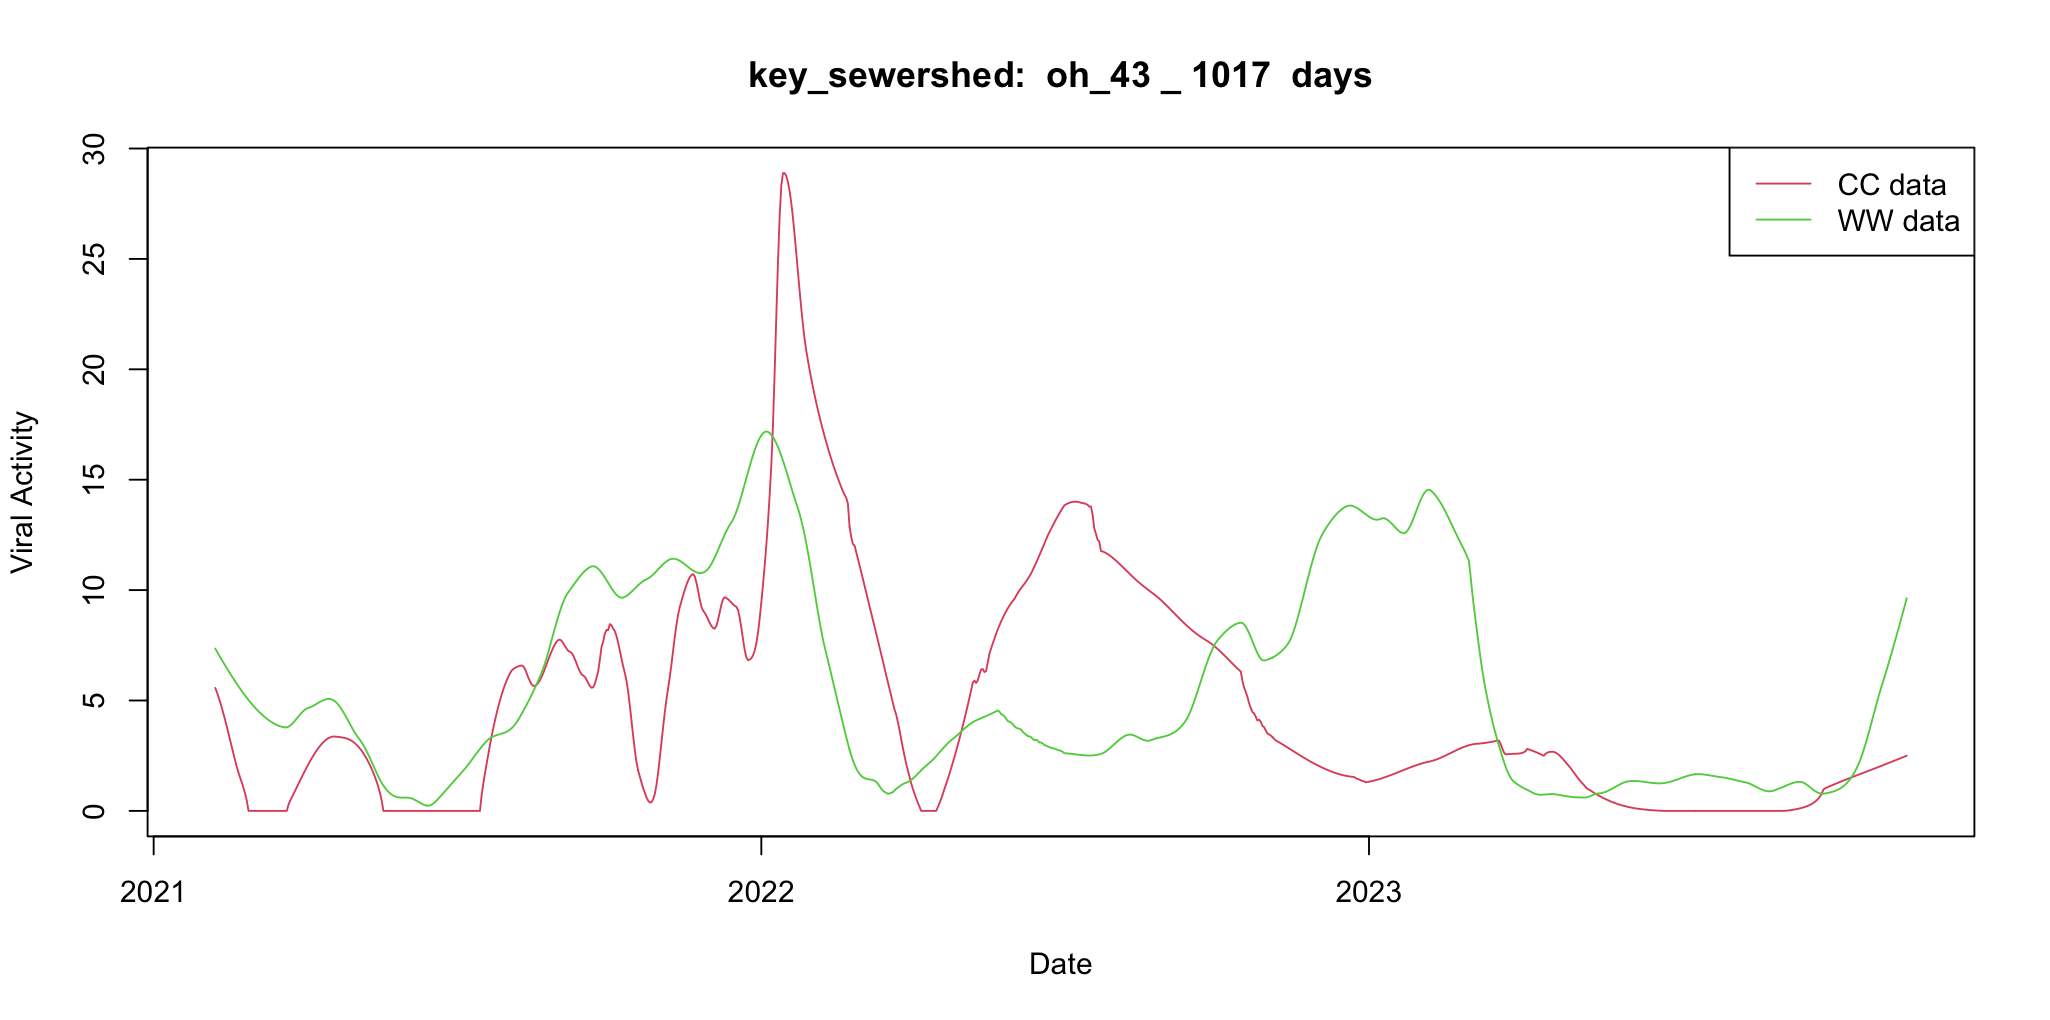 key_sewershed: oh_43 _ 1017 days
CC data
WW data
Viral Activity
30
25
20
15
10
5
0
2021 2022 2023
Date